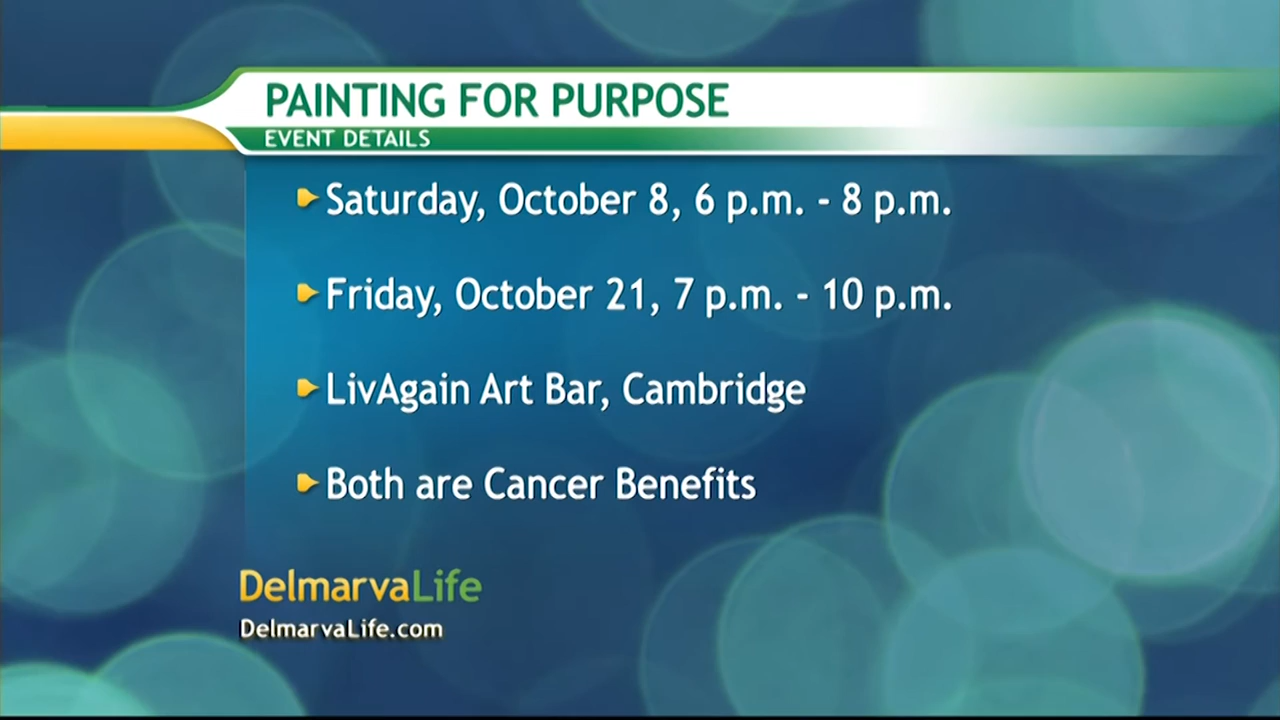 PAINTING FOR PURPOSE
EVENT DETAILS
Saturday, October 8, 6 p.m. - 8 p.m.
Friday, October 21, 7 p.m. - 10 p.m.
LivAgain Art Bar, Cambridge
Both are Cancer Benefits
DelmarvaLife
DelmarvaLife.com